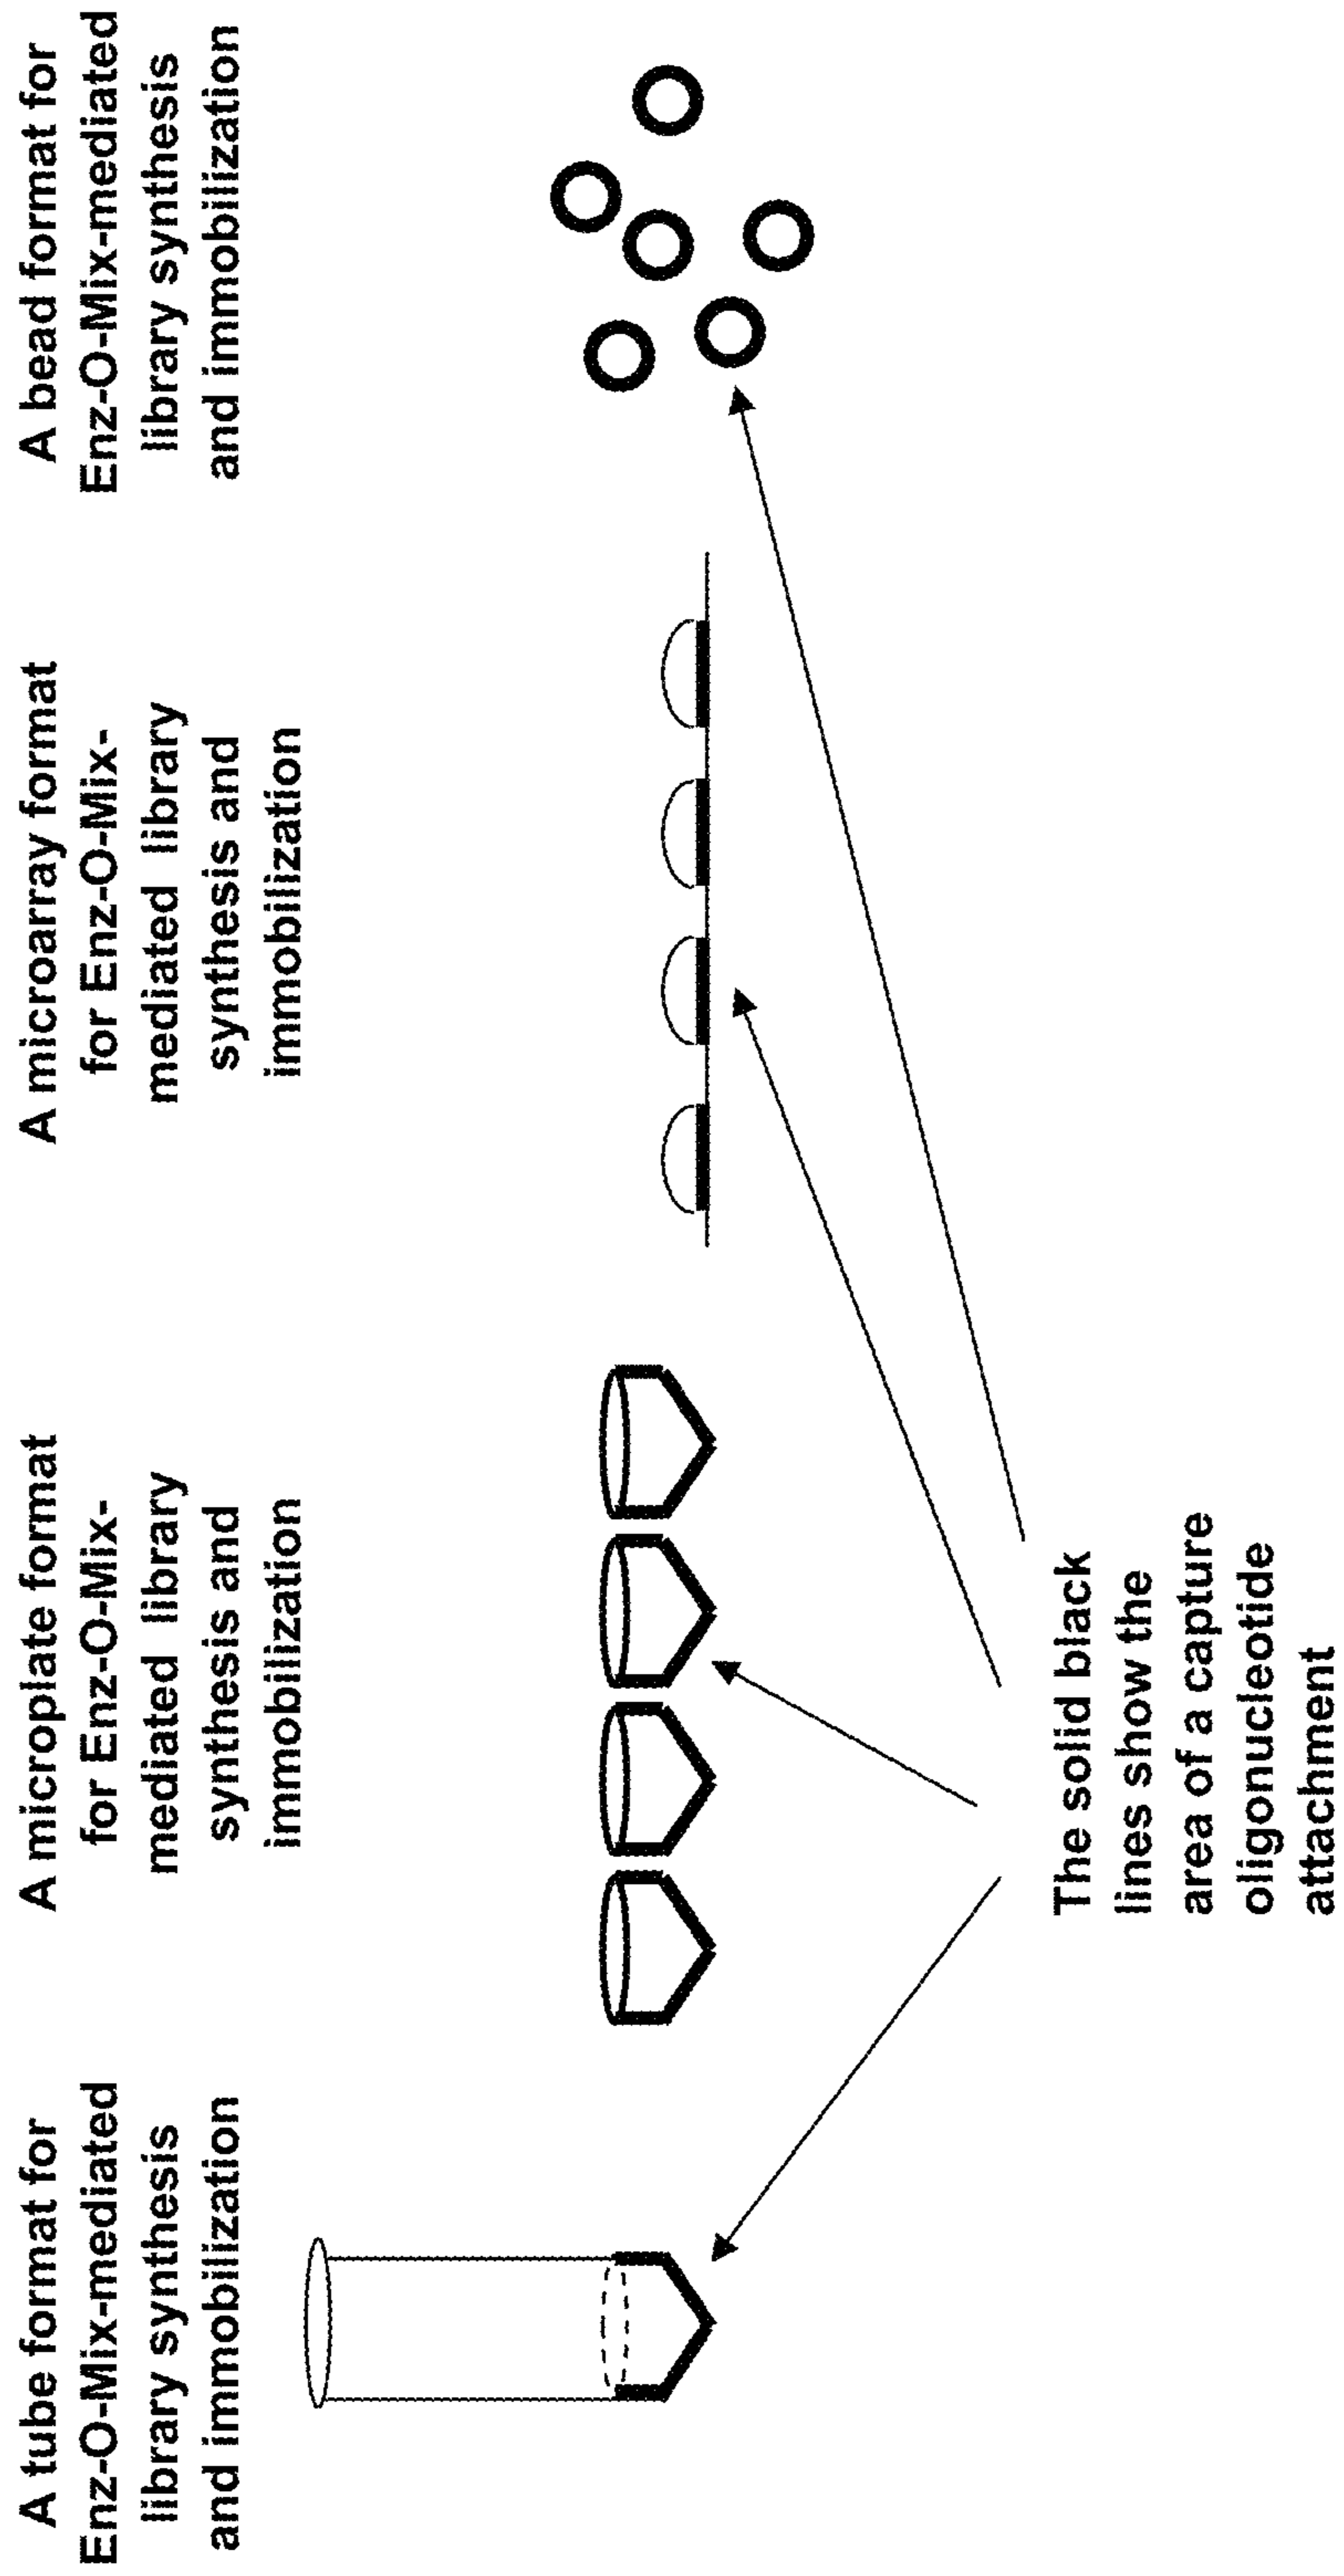 A tube format for
Enz-O-Mix-mediated
library synthesis
and immobilization
A microplate format
for Enz-O-Mix-
mediated library
synthesis and
immobilization
A microarray format
for Enz-O-Mix-
mediated library
synthesis and
immobilization
A bead format for
Enz-O-Mix-mediated
library synthesis
and immobilization
The solid black
lines show the
area of a capture
oligonucleotide
attachment